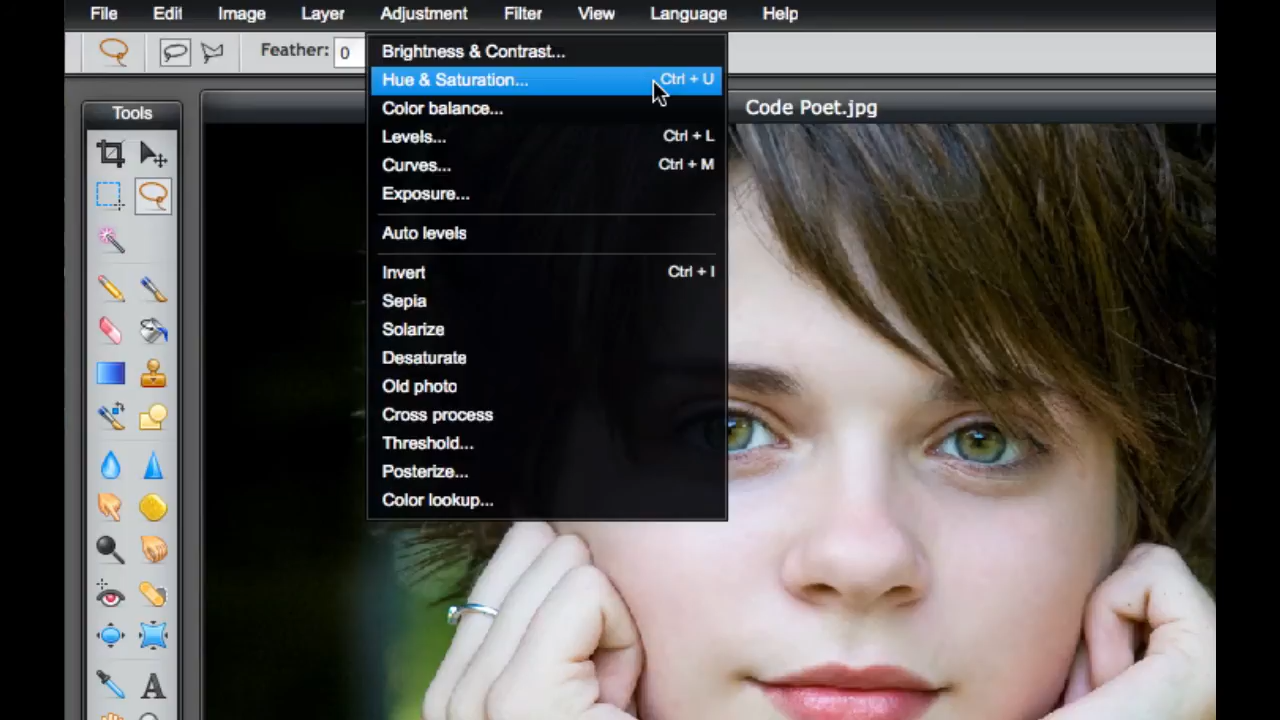 File Edit Image Layer Adjustment Filter View Language Help
Feather: 0
Brightness & Contrast...
Hue & Saturation... Ctrl + U
Color balance...
Levels... Ctrl + L
Curves... Ctrl + M
Exposure...
Auto levels
Invert Ctrl + I
Sepia
Solarize
Desaturate
Old photo
Cross process
Threshold...
Posterize...
Color lookup...
Tools
A
Code Poet.jpg